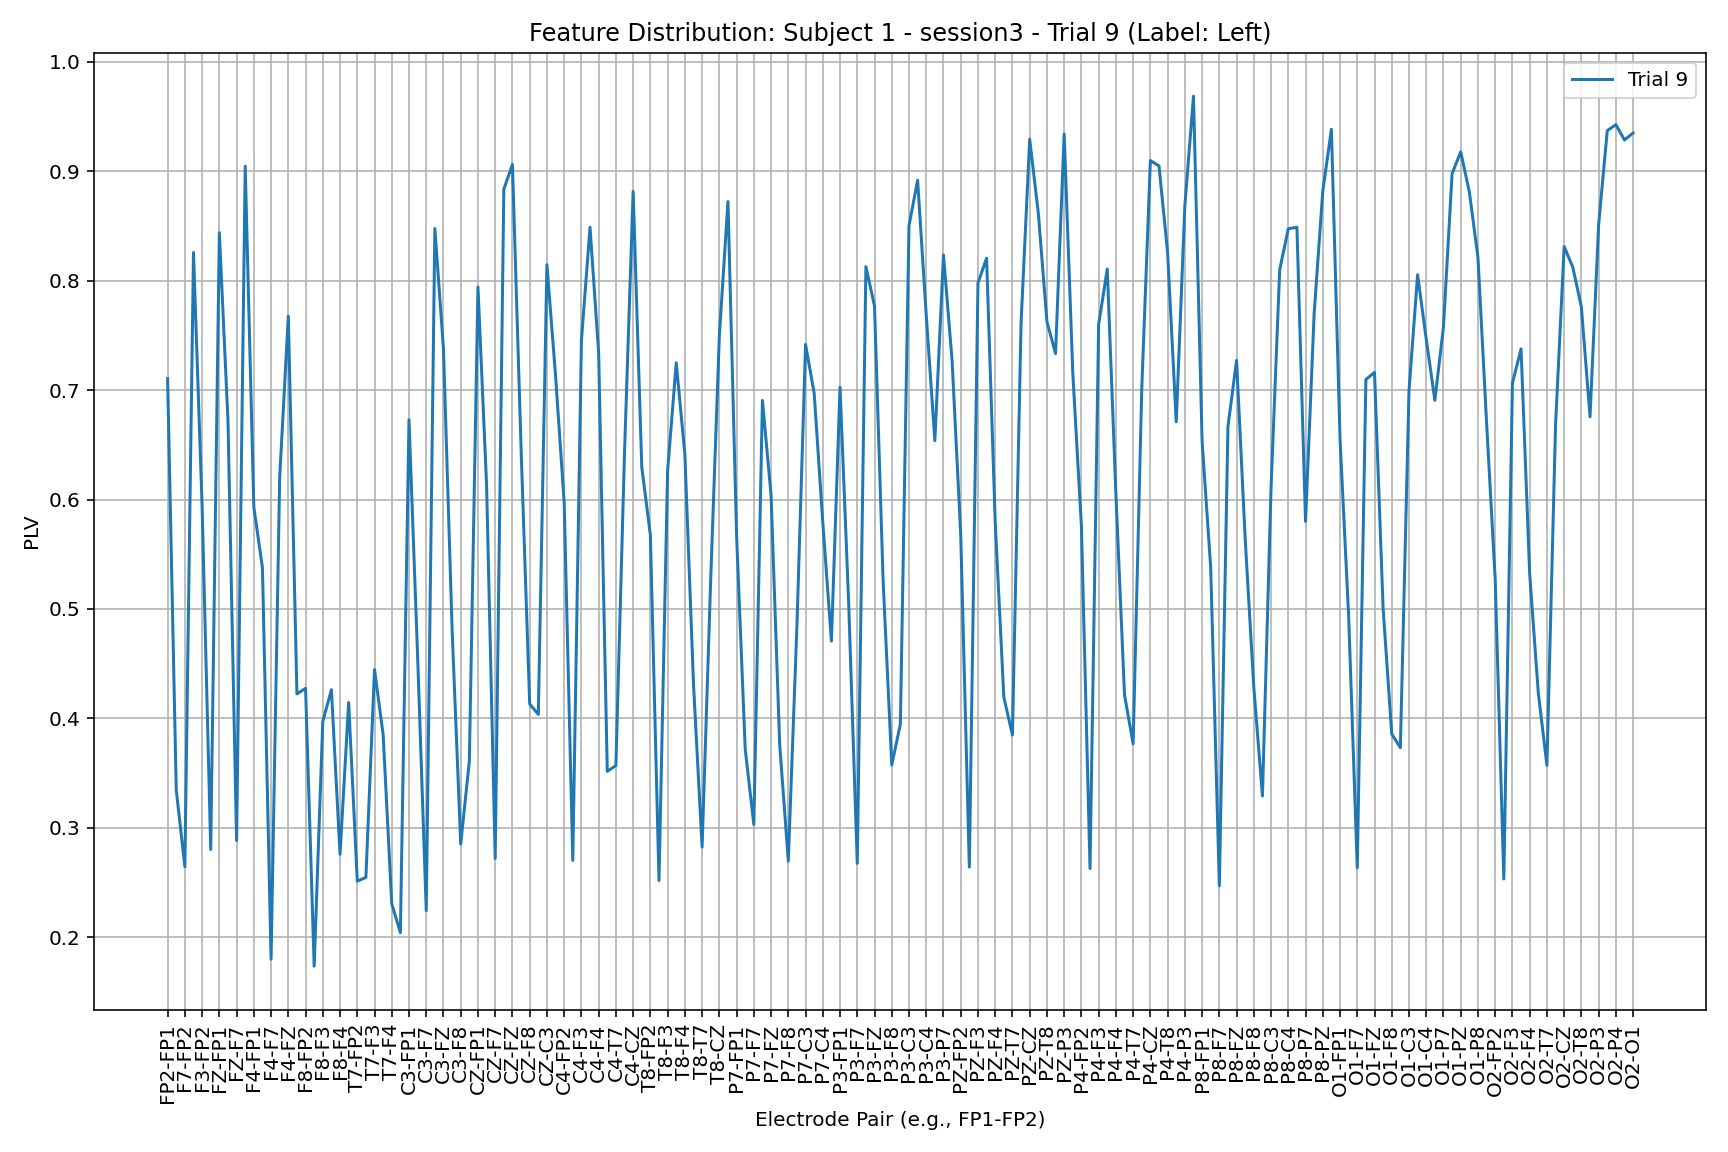 Feature Distribution: Subject 1 - session3 - Trial 9 (Label: Left)
Trial 9
1.0
0.9
0.8
0.7
0.6
0.5
0.4
0.3
0.2
PLV
FP2-FP1
F7-FP2
F3-FP2
FZ-FP1
FZ-F7
F4-FP1
F4-F7
F4-FZ
F8-FP2
F8-F3
F8-F4
T7-FP2
T7-F3
T7-F4
C3-FP1
C3-F7
C3-FZ
C3-F8
CZ-FP1
CZ-F7
CZ-FZ
CZ-F8
CZ-C3
C4-FP2
C4-F3
C4-F4
C4-T7
C4-CZ
T8-FP2
T8-F3
T8-F4
T8-T7
T8-CZ
P7-FP1
P7-F7
P7-FZ
P7-F8
P7-C3
P7-C4
P3-FP1
P3-F7
P3-FZ
P3-F8
P3-C3
P3-C4
P3-P7
PZ-FP2
PZ-F3
PZ-F4
PZ-T7
PZ-CZ
PZ-T8
PZ-P3
P4-FP2
P4-F3
P4-F4
P4-T7
P4-CZ
P4-T8
P4-P3
P8-FP1
P8-F7
P8-FZ
P8-F8
P8-C3
P8-C4
P8-P7
P8-PZ
O1-FP1
O1-F7
O1-FZ
O1-F8
O1-C3
O1-C4
O1-P7
O1-PZ
O1-P8
O2-FP2
O2-F3
O2-F4
O2-T7
O2-CZ
O2-T8
O2-P3
O2-P4
O2-O1
Electrode Pair (e.g., FP1-FP2)